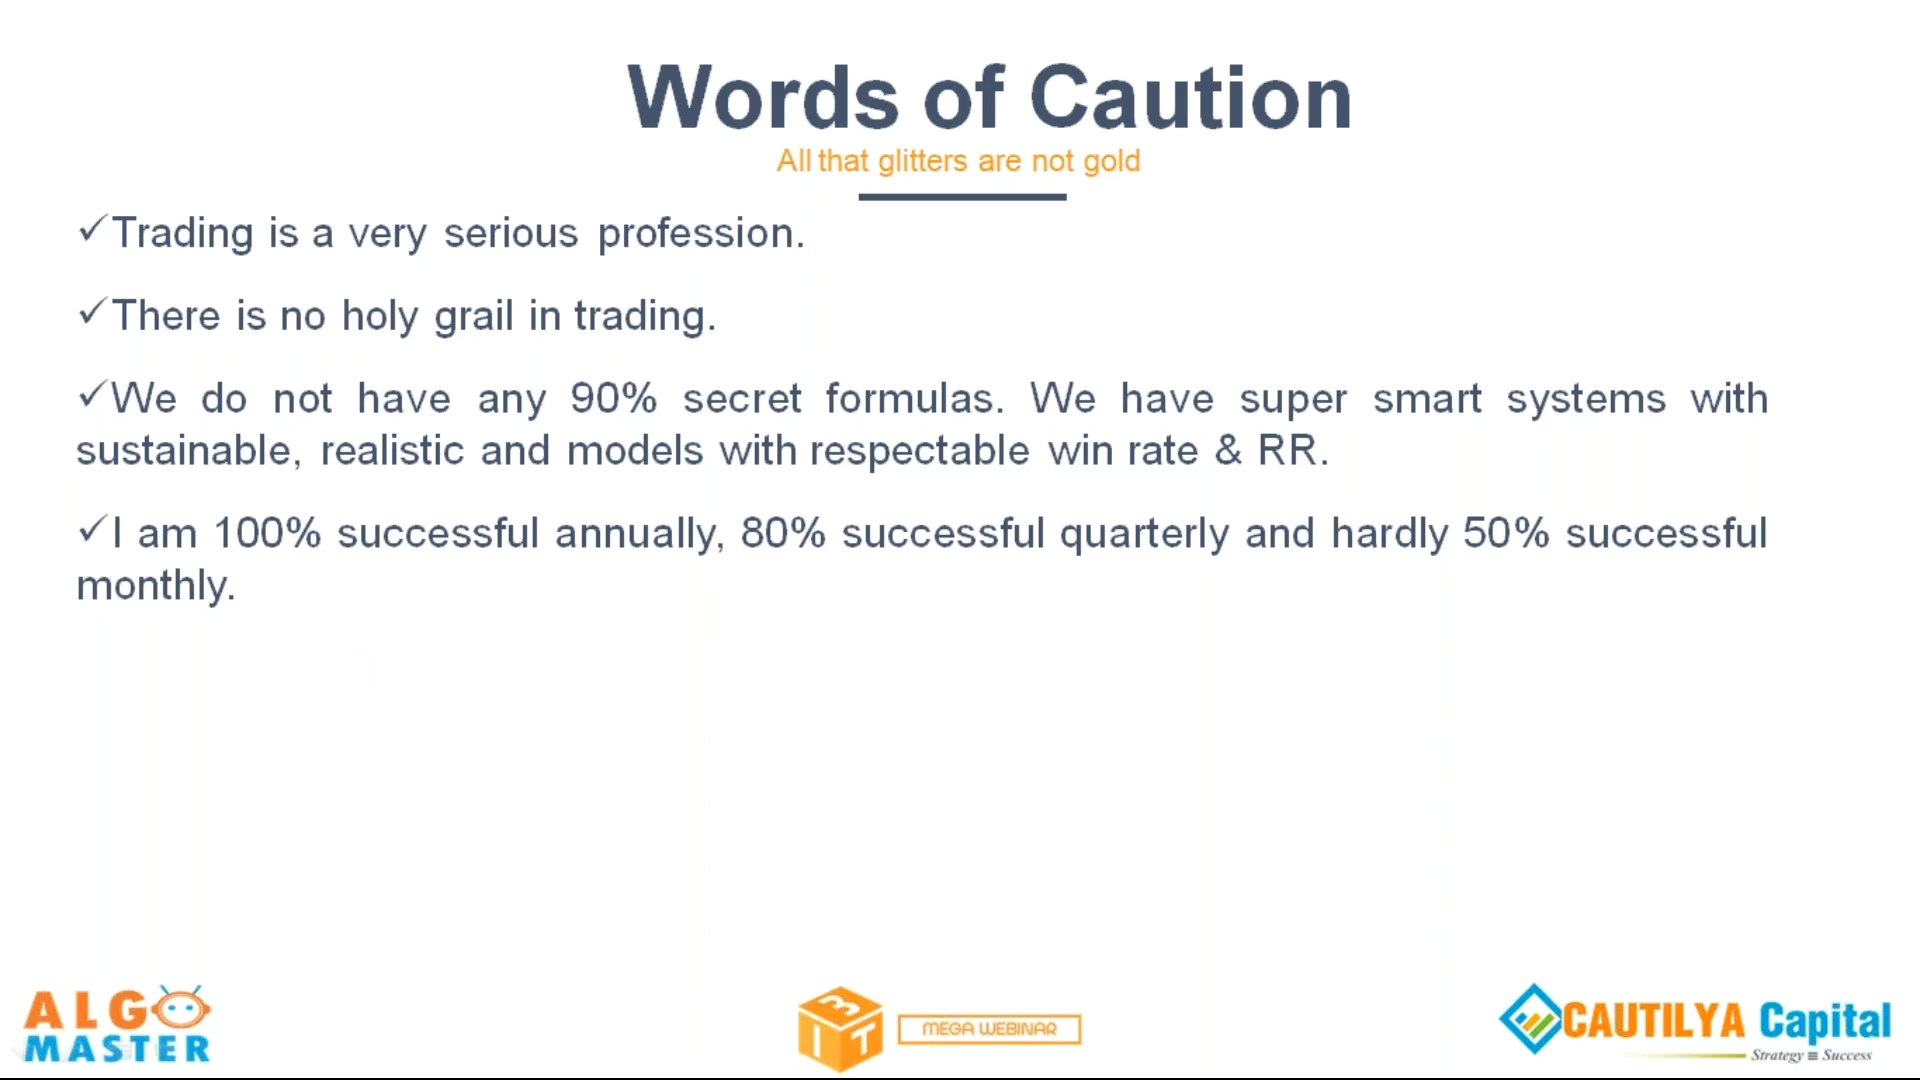 Words of Caution
All that glitters are not gold
✓Trading is a very serious profession.
✓There is no holy grail in trading.
✓We do not have any 90% secret formulas. We have super smart systems with
sustainable, realistic and models with respectable win rate & RR.
✓I am 100% successful annually, 80% successful quarterly and hardly 50% successful
monthly.
ALGO
MASTER
3
I T
MEGA WEBINAR
CAUTILYA Capital
Strategy ≡ Success